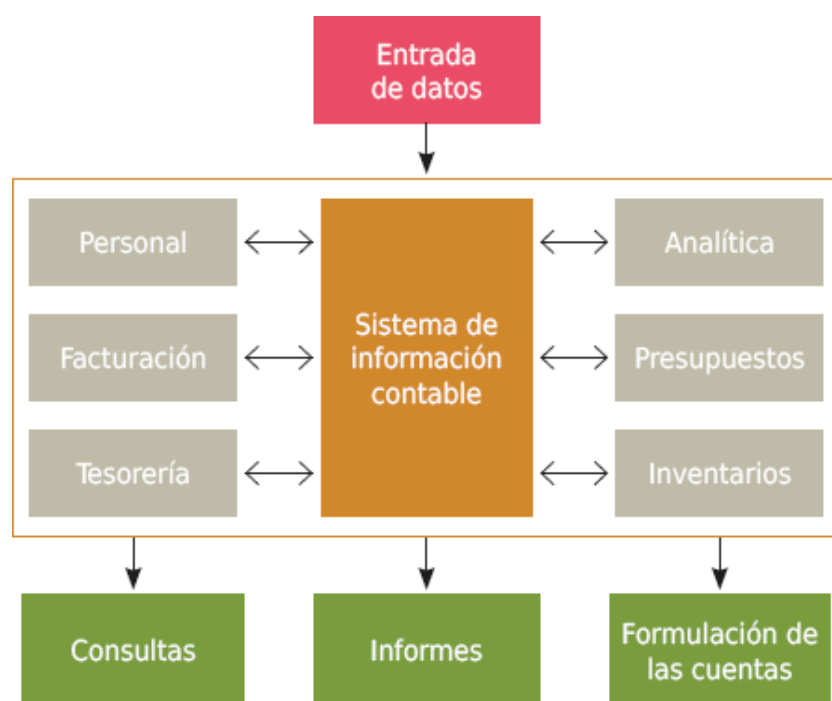 Entrada
de datos
Personal
Analítica
Sistema de
información
contable
Facturación
Presupuestos
Tesorería
Inventarios
Consultas
Informes
Formulación de
las cuentas